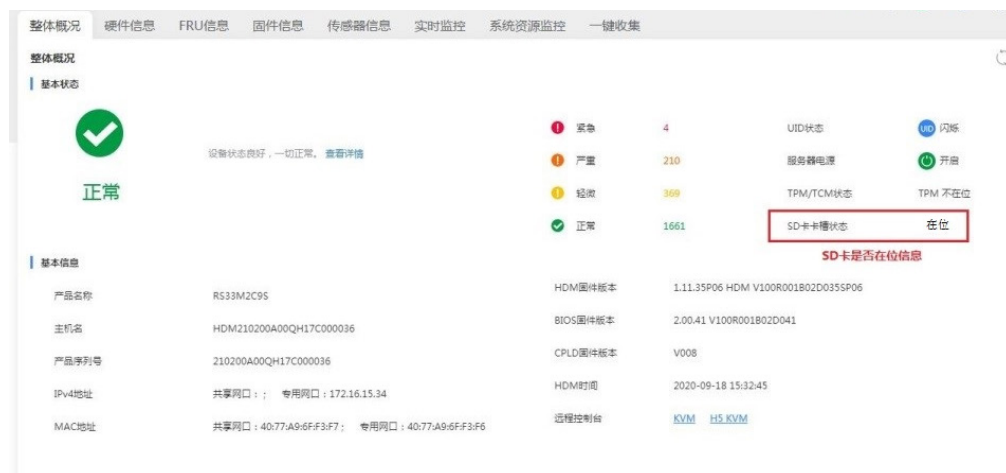 整体概况 硬件信息 FRU信息 固件信息 传感器信息 实时监控 系统资源监控 一键收集
整体概况
基本状态
正常
设备状态良好，一切正常。 查看详情
紧急 4 UID状态 UID 闪烁
严重 210 服务器电源 开启
轻微 369 TPM/TCM状态 TPM 不在位
正常 1661 SD卡卡槽状态 在位
SD卡是否在位信息
基本信息
产品名称 RS33M2C9S
主机名 HDM210200A00QH17C000036
产品序列号 210200A00QH17C000036
IPv4地址 共享网口：； 专用网口：172.16.15.34
MAC地址 共享网口：40:77:A9:6F:F3:F7； 专用网口：40:77:A9:6F:F3:F6
HDM固件版本 1.11.35P06 HDM V100R001B02D035SP06
BIOS固件版本 2.00.41 V100R001B02D041
CPLD固件版本 V008
HDM时间 2020-09-18 15:32:45
远程控制台 KVM H5 KVM